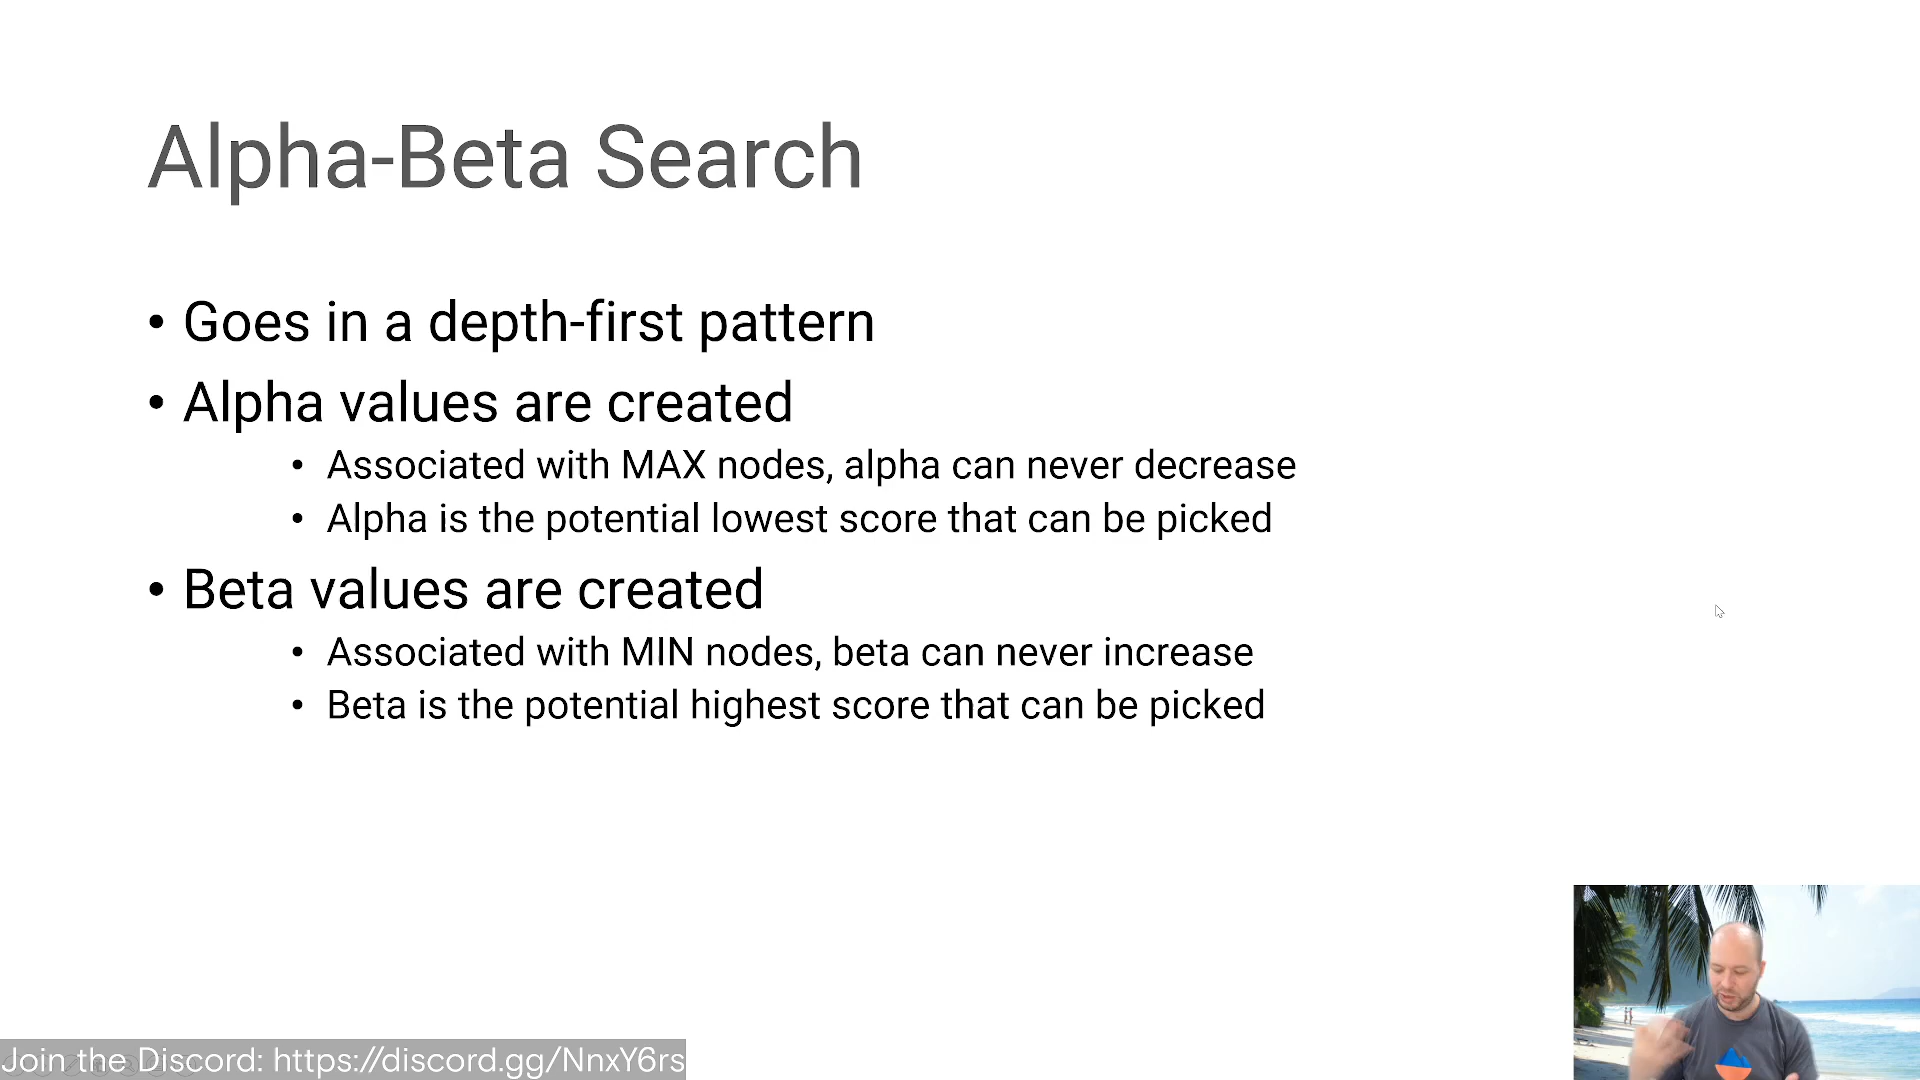 Alpha-Beta Search
• Goes in a depth-first pattern
• Alpha values are created
• Associated with MAX nodes, alpha can never decrease
• Alpha is the potential lowest score that can be picked
• Beta values are created
• Associated with MIN nodes, beta can never increase
• Beta is the potential highest score that can be picked
Join the Discord: https://discord.gg/NnxY6rs